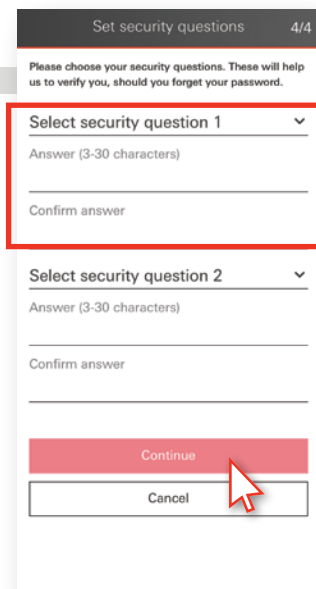 Set security questions 4/4
Please choose your security questions. These will help
us to verify you, should you forget your password.
Select security question 1
Answer (3-30 characters)
Confirm answer
Select security question 2
Answer (3-30 characters)
Confirm answer
Continue
Cancel